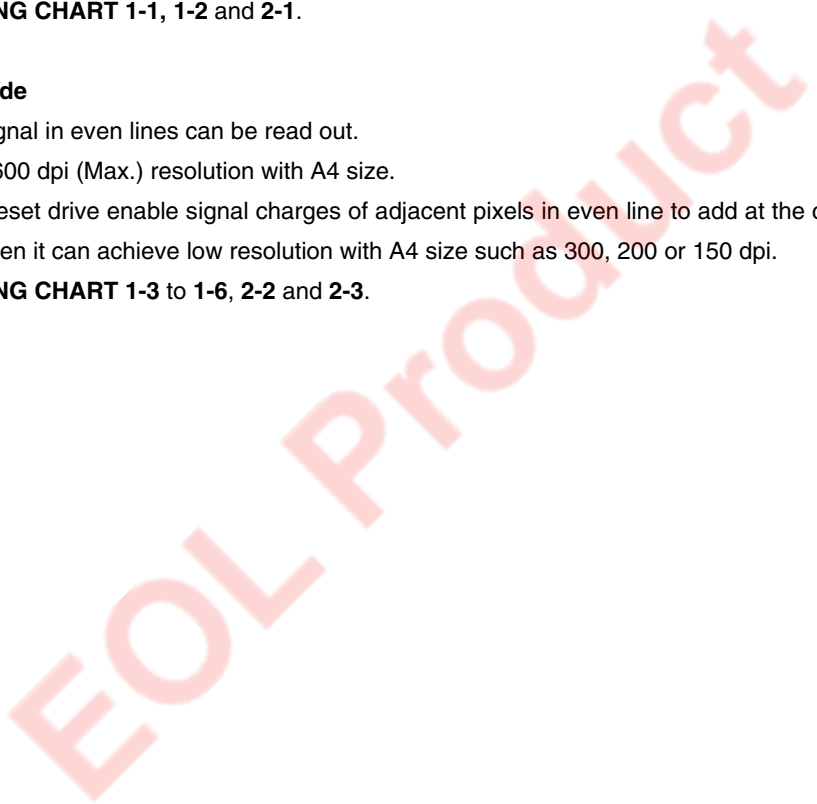 NG CHART 1-1, 1-2 and 2-1.
de
gnal in even lines can be read out.
600 dpi (Max.) resolution with A4 size.
eset drive enable signal charges of adjacent pixels in even line to add at the
en it can achieve low resolution with A4 size such as 300, 200 or 150 dpi.
NG CHART 1-3 to 1-6, 2-2 and 2-3.
EOL Product